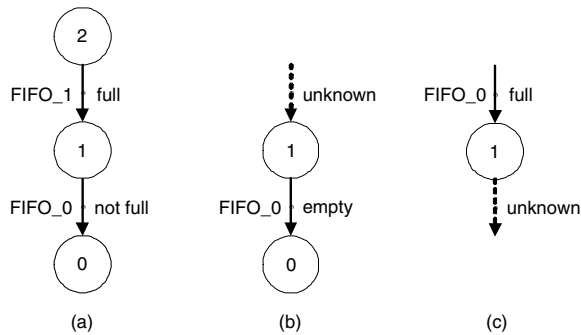 2
FIFO_1 full
unknown
FIFO_0 full
1
1
1
FIFO_0 not full
FIFO_0 empty
unknown
0
0
(a)
(b)
(c)